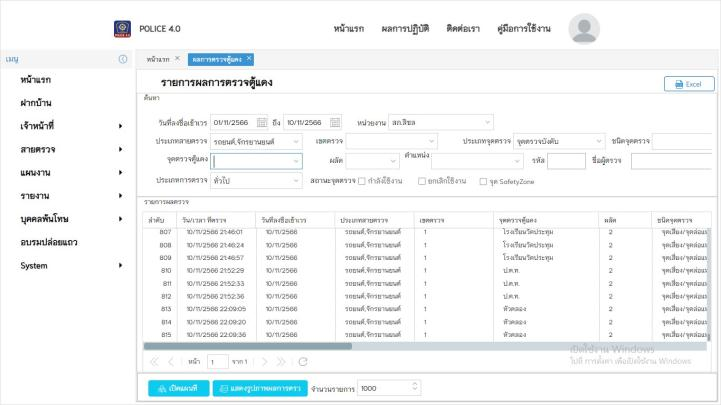 POLICE 4.0 หน้าแรก ผลการปฏิบัติ ติดต่อเรา คู่มือการใช้งาน
เมนู
หน้าแรก × ผลการตรวจตู้แดง ×
หน้าแรก
ฝากบ้าน
เจ้าหน้าที่
สายตรวจ
แผนงาน
รายงาน
บุคคลพ้นโทษ
อบรมปล่อยแถว
System
รายการผลการตรวจตู้แดง
Excel
ค้นหา
วันที่ลงชื่อเข้าเวร 01/11/2566 ถึง 10/11/2566 หน่วยงาน สภ.สิชล
ประเภทสายตรวจ รถยนต์,จักรยานยนต์ เขตตรวจ ประเภทจุดตรวจ จุดตรวจบังคับ ชนิดจุดตรวจ
จุดตรวจตู้แดง ผลัด ตำแหน่ง รหัส ชื่อผู้ตรวจ
ประเภทการตรวจ ทั่วไป สถานะจุดตรวจ กำลังใช้งาน ยกเลิกใช้งาน จุด SafetyZone
รายการผลตรวจ
ลำดับ วัน/เวลา ที่ตรวจ วันที่ลงชื่อเข้าเวร ประเภทสายตรวจ เขตตรวจ จุดตรวจตู้แดง ผลัด ชนิดจุดตรวจ
807 10/11/2566 21:46:01 10/11/2566 รถยนต์,จักรยานยนต์ 1 โรงเรียนวัดประทุม 2 จุดเสี่ยง/จุดล่อแห
808 10/11/2566 21:46:24 10/11/2566 รถยนต์,จักรยานยนต์ 1 โรงเรียนวัดประทุม 2 จุดเสี่ยง/จุดล่อแห
809 10/11/2566 21:46:57 10/11/2566 รถยนต์,จักรยานยนต์ 1 โรงเรียนวัดประทุม 2 จุดเสี่ยง/จุดล่อแห
810 10/11/2566 21:52:29 10/11/2566 รถยนต์,จักรยานยนต์ 1 ป.ต.ท. 2 จุดเสี่ยง/จุดล่อแห
811 10/11/2566 21:52:33 10/11/2566 รถยนต์,จักรยานยนต์ 1 ป.ต.ท. 2 จุดเสี่ยง/จุดล่อแห
812 10/11/2566 21:52:36 10/11/2566 รถยนต์,จักรยานยนต์ 1 ป.ต.ท. 2 จุดเสี่ยง/จุดล่อแห
813 10/11/2566 22:09:05 10/11/2566 รถยนต์,จักรยานยนต์ 1 หัวคลอง 2 จุดเสี่ยง/จุดล่อแห
814 10/11/2566 22:09:20 10/11/2566 รถยนต์,จักรยานยนต์ 1 หัวคลอง 2 จุดเสี่ยง/จุดล่อแห
815 10/11/2566 22:09:36 10/11/2566 รถยนต์,จักรยานยนต์ 1 หัวคลอง 2 จุดเสี่ยง/จุดล่อแห
หน้า 1 จาก 1
เปิดใช้งาน Windows
ไปที่ การตั้งค่า เพื่อเปิดใช้งาน Windows
เปิดแผนที่ แสดงรูปภาพผลการตรวจ จำนวนรายการ 1000